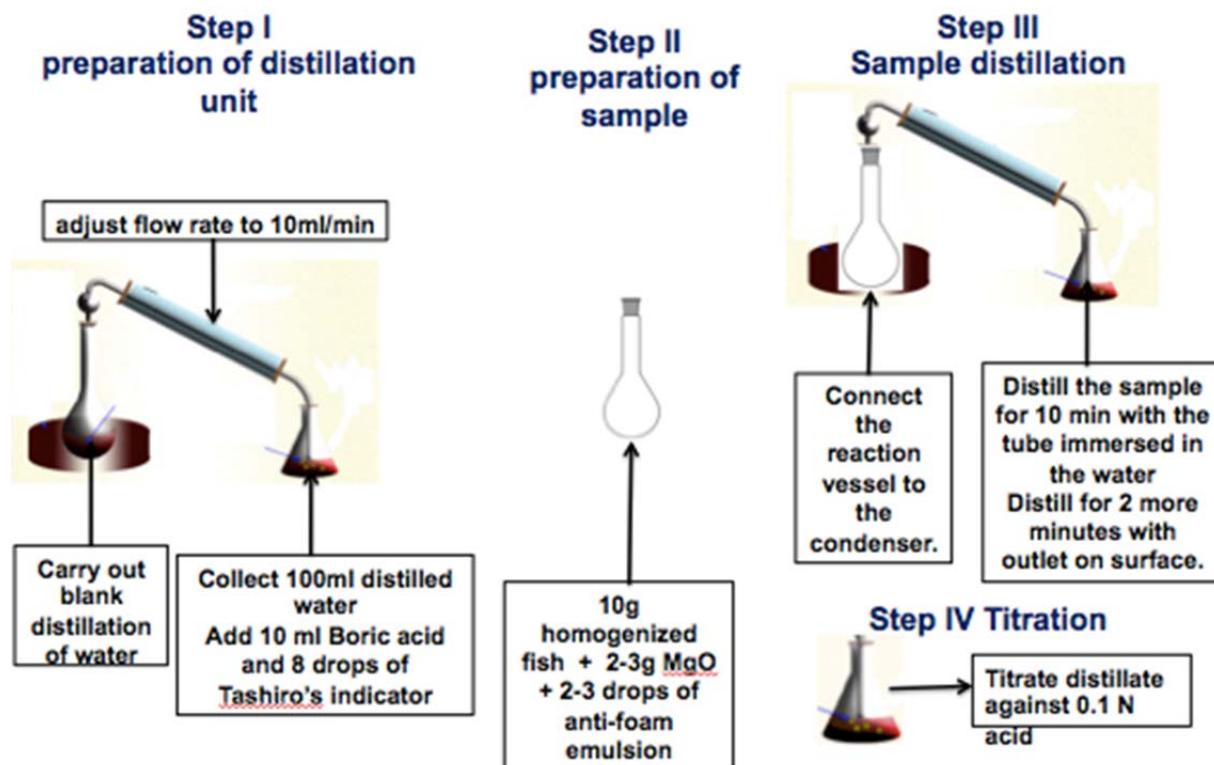 Step I
preparation of distillation
unit
adjust flow rate to 10ml/min
Carry out
blank
distillation
of water
Collect 100ml distilled
water
Add 10 ml Boric acid
and 8 drops of
Tashiro's indicator
Step II
preparation of
sample
10g
homogenized
fish + 2-3g MgO
+ 2-3 drops of
anti-foam
emulsion
Step III
Sample distillation
Connect
the
reaction
vessel to
the
condenser.
Distill the sample
for 10 min with the
tube immersed in
the water
Distill for 2 more
minutes with
outlet on surface.
Step IV Titration
Titrate distillate
against 0.1 N
acid